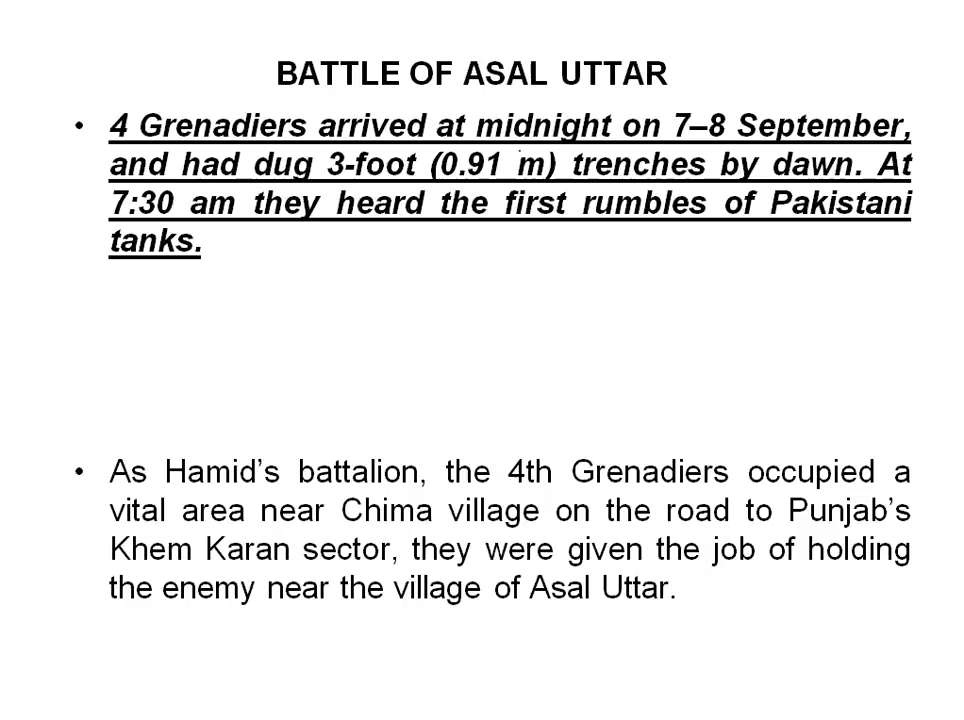 BATTLE OF ASAL UTTAR
• 4 Grenadiers arrived at midnight on 7–8 September,
and had dug 3-foot (0.91 m) trenches by dawn. At
7:30 am they heard the first rumbles of Pakistani
tanks.
• As Hamid’s battalion, the 4th Grenadiers occupied a
vital area near Chima village on the road to Punjab’s
Khem Karan sector, they were given the job of holding
the enemy near the village of Asal Uttar.